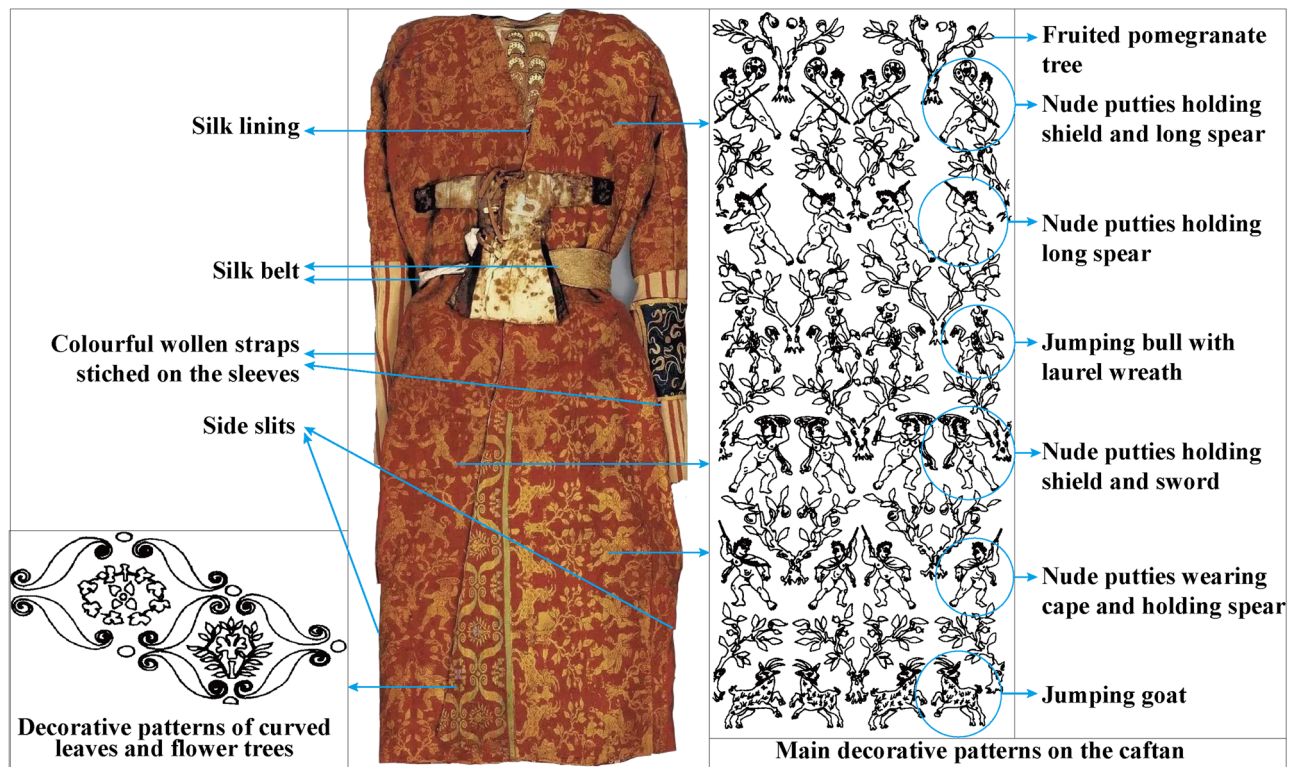 Silk lining
Silk belt
Colourful wollen straps
stiched on the sleeves
Side slits
Decorative patterns of curved
leaves and flower trees
Fruited pomegranate
tree
Nude putties holding
shield and long spear
Nude putties holding
long spear
Jumping bull with
laurel wreath
Nude putties holding
shield and sword
Nude putties wearing
cape and holding spear
Jumping goat
Main decorative patterns on the caftan